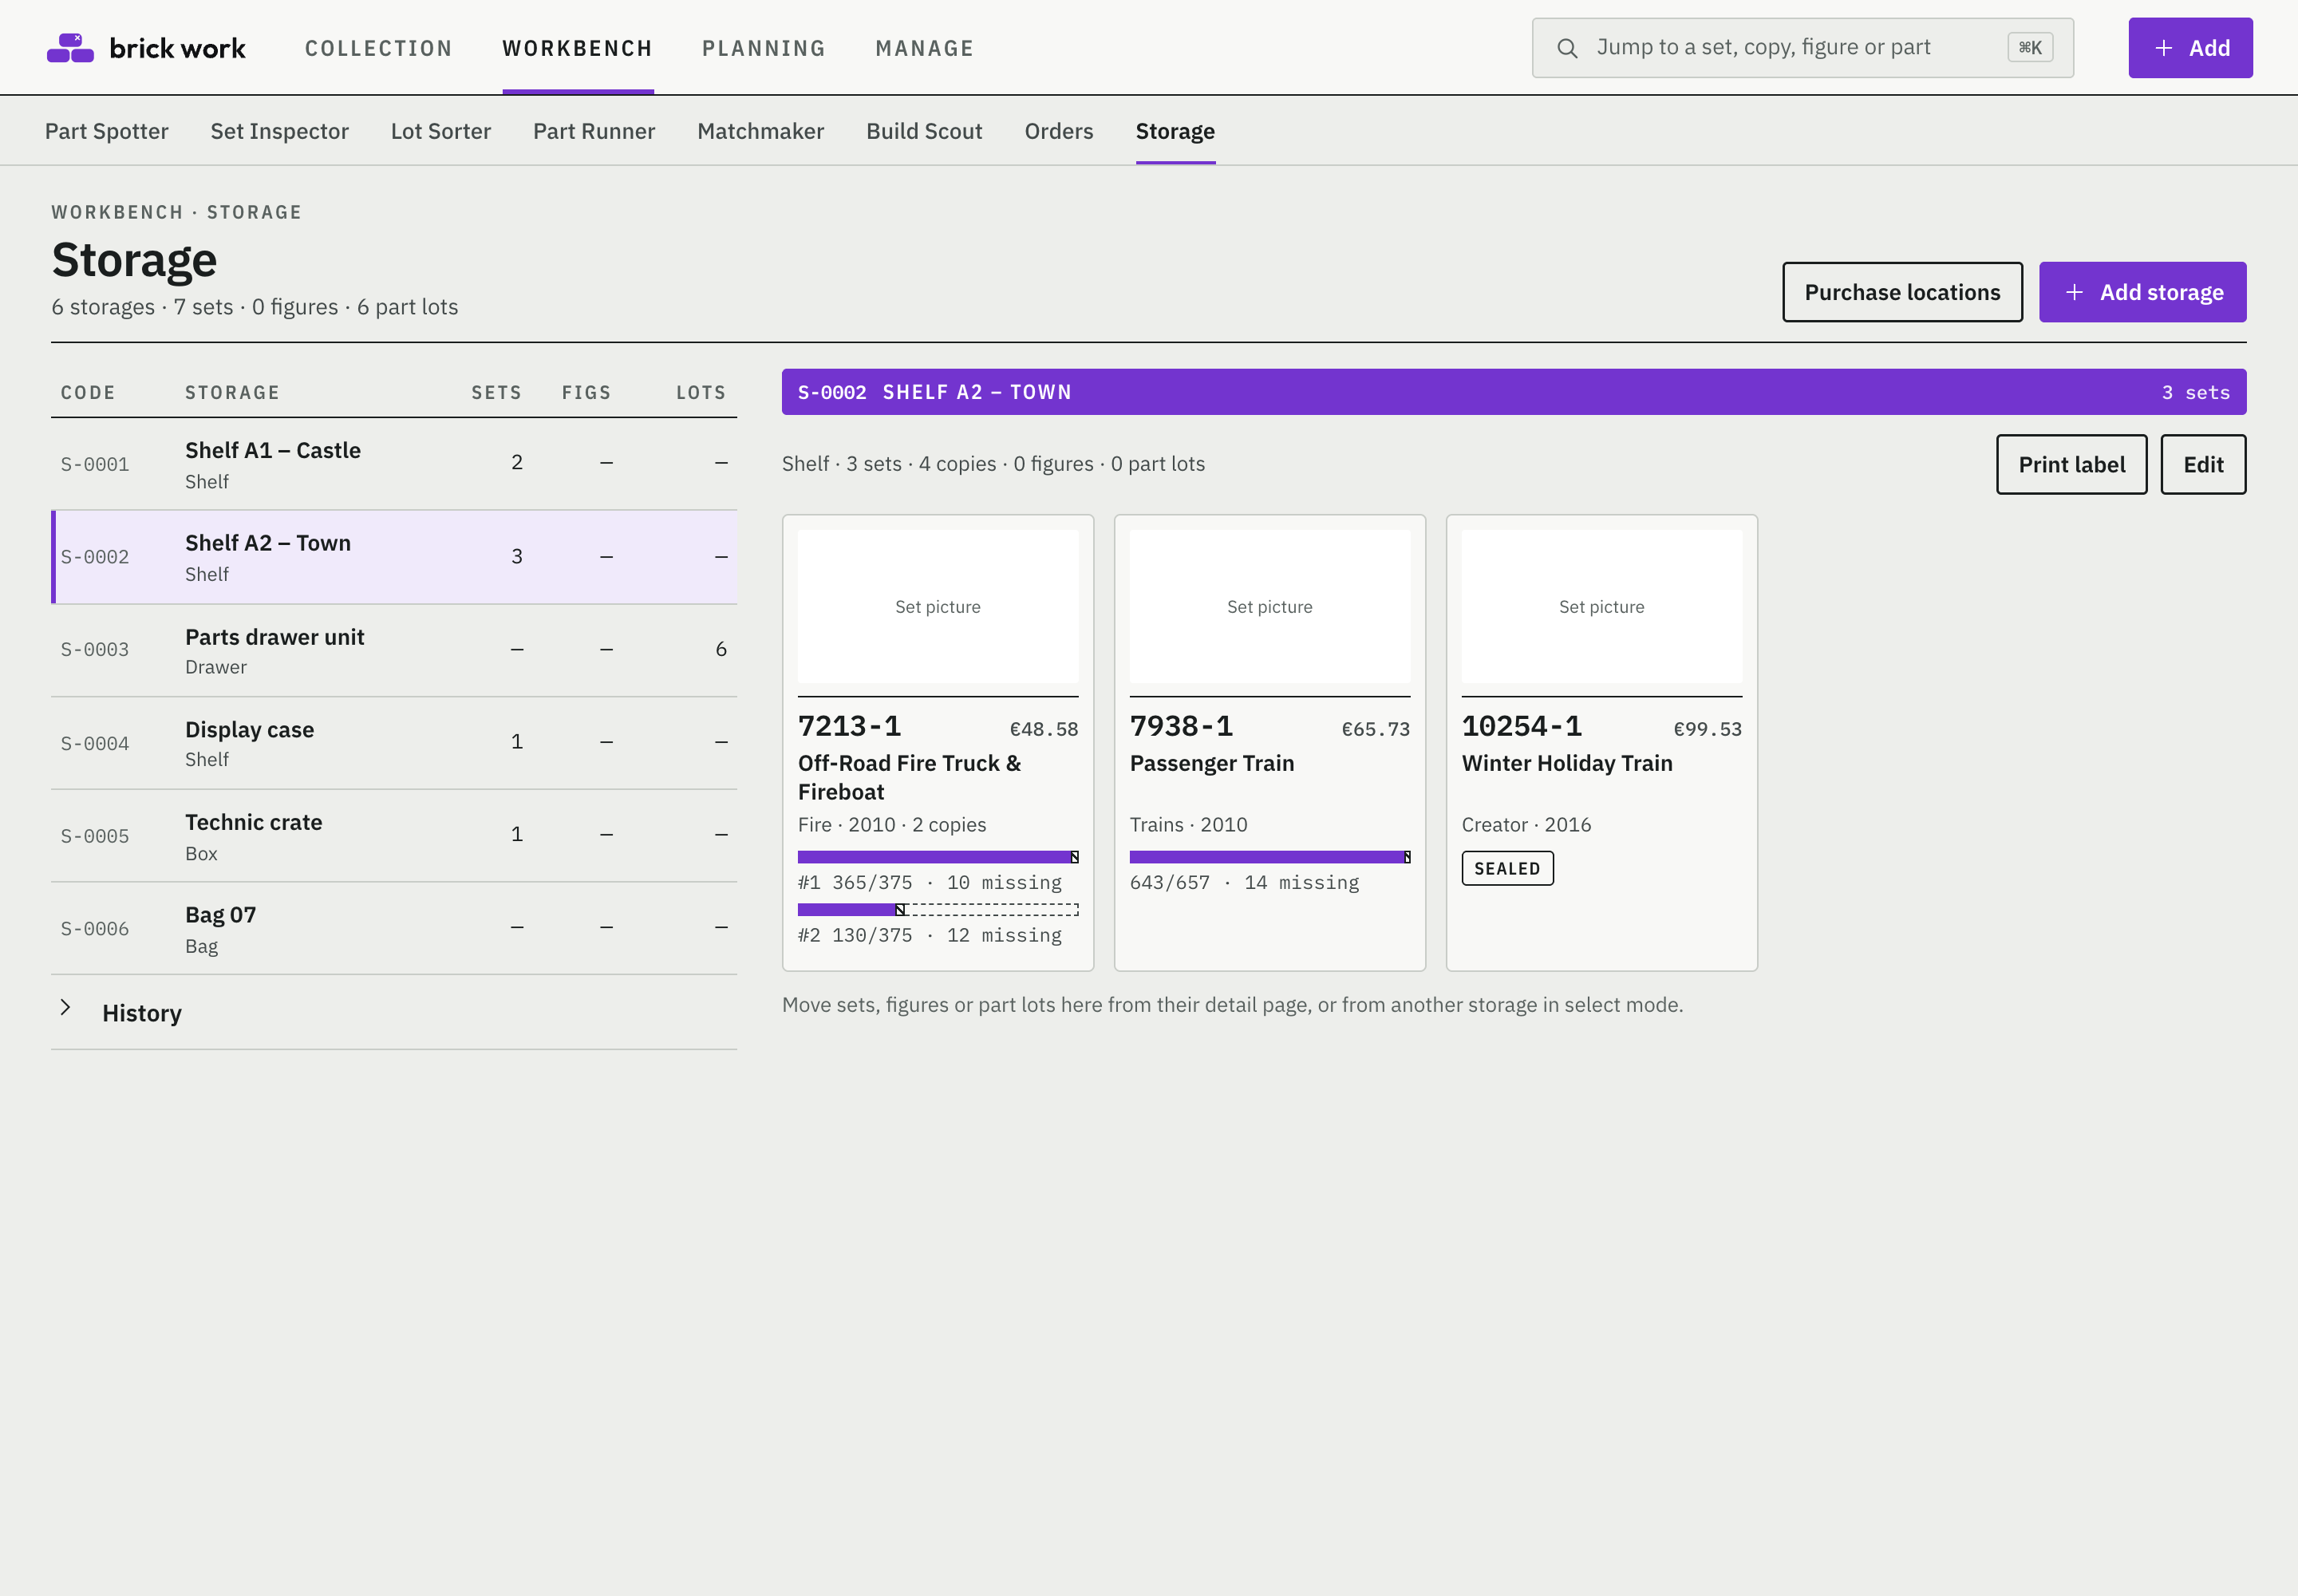 brick work COLLECTION WORKBENCH PLANNING MANAGE Jump to a set, copy, figure or part ⌘K + Add
Part Spotter Set Inspector Lot Sorter Part Runner Matchmaker Build Scout Orders Storage
WORKBENCH · STORAGE
Storage
6 storages · 7 sets · 0 figures · 6 part lots
Purchase locations + Add storage
CODE STORAGE SETS FIGS LOTS
S-0001 Shelf A1 – Castle 2 – –
Shelf
S-0002 Shelf A2 – Town 3 – –
Shelf
S-0003 Parts drawer unit – – 6
Drawer
S-0004 Display case 1 – –
Shelf
S-0005 Technic crate 1 – –
Box
S-0006 Bag 07 – – –
Bag
History
S-0002 SHELF A2 – TOWN 3 sets
Shelf · 3 sets · 4 copies · 0 figures · 0 part lots
Print label Edit
Set picture
7213-1 €48.58
Off-Road Fire Truck &
Fireboat
Fire · 2010 · 2 copies
#1 365/375 · 10 missing
#2 130/375 · 12 missing
Set picture
7938-1 €65.73
Passenger Train
Trains · 2010
643/657 · 14 missing
Set picture
10254-1 €99.53
Winter Holiday Train
Creator · 2016
SEALED
Move sets, figures or part lots here from their detail page, or from another storage in select mode.